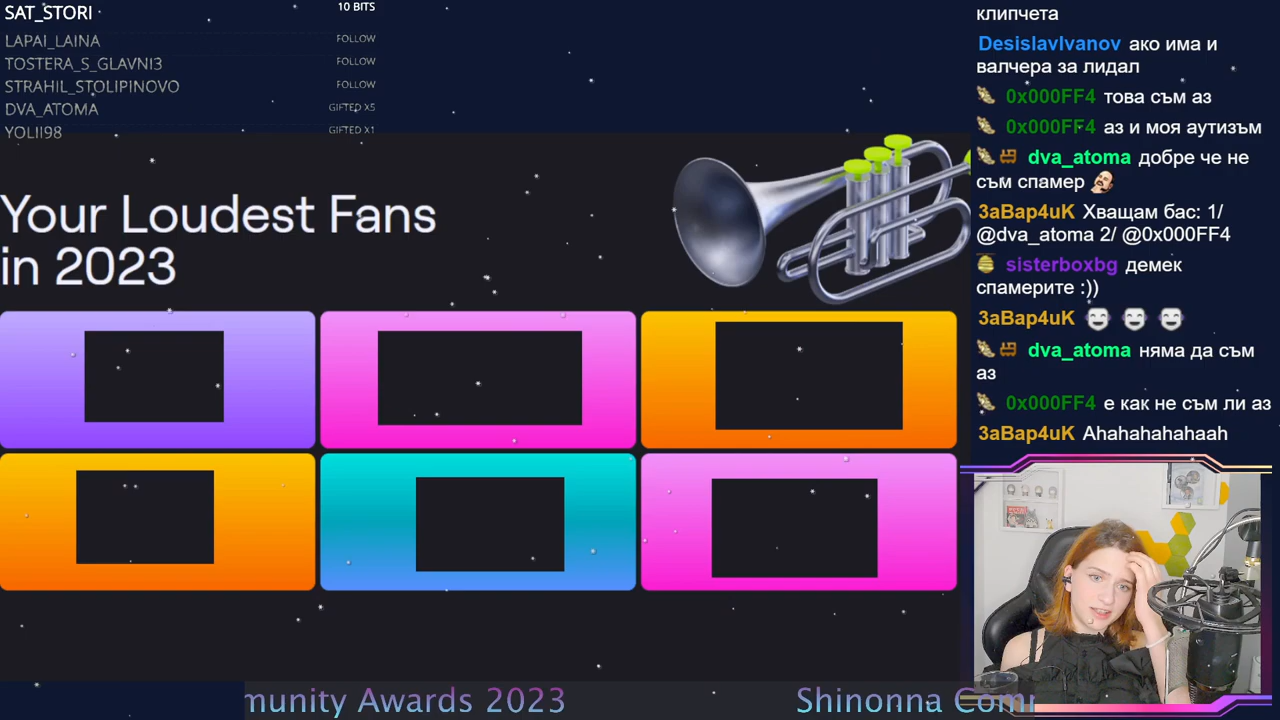 SAT_STORI 10 BITS
LAPAI_LAINA FOLLOW
TOSTERA_S_GLAVNI3 FOLLOW
STRAHIL_STOLIPINOVO FOLLOW
DVA_ATOMA GIFTED X5
YOLII98 GIFTED X1
Your Loudest Fans
in 2023
клипчета
DesislavIvanov ако има и
валчера за лидал
0x000FF4 това съм аз
0x000FF4 аз и моя аутизъм
dva_atoma добре че не
съм спамер
3aBap4uK Хващам бас: 1/
@dva_atoma 2/ @0x000FF4
sisterboxbg демек
спамерите :))
3aBap4uK
dva_atoma няма да съм
аз
0x000FF4 е как не съм ли аз
3aBap4uK Ahahahahahaah
munity Awards 2023 Shinonna Com